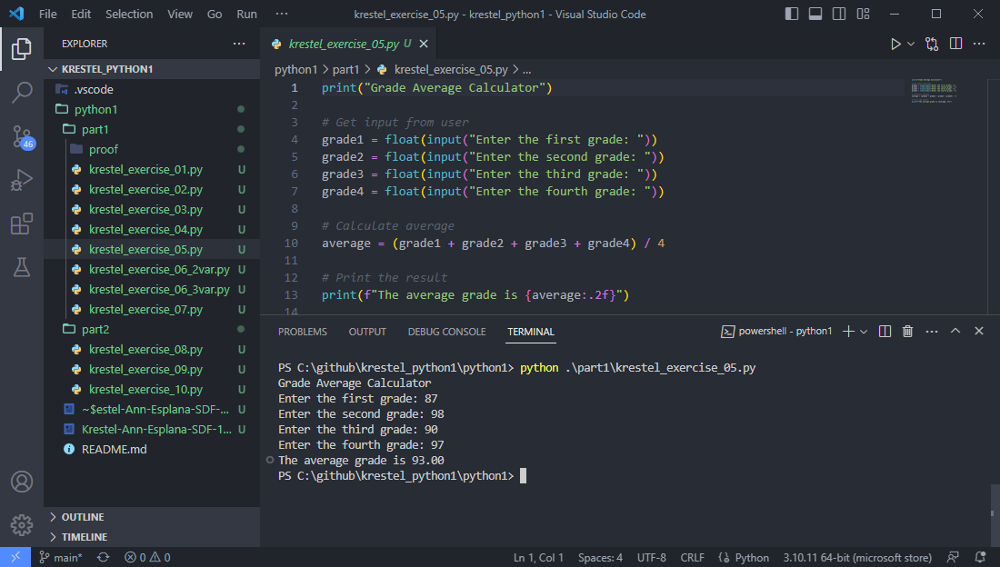 File Edit Selection View Go Run ··· krestel_exercise_05.py - krestel_python1 - Visual Studio Code
EXPLORER ···
KRESTEL_PYTHON1
.vscode
python1
part1
proof
krestel_exercise_01.py U
krestel_exercise_02.py U
krestel_exercise_03.py U
krestel_exercise_04.py U
krestel_exercise_05.py U
krestel_exercise_06_2var.py U
krestel_exercise_06_3var.py U
krestel_exercise_07.py U
part2
krestel_exercise_08.py U
krestel_exercise_09.py U
krestel_exercise_10.py U
~$estel-Ann-Esplana-SDF-... U
Krestel-Ann-Esplana-SDF-1... U
README.md
OUTLINE
TIMELINE
46
krestel_exercise_05.py U
python1 > part1 > krestel_exercise_05.py > ...
1 print("Grade Average Calculator")
2
3 # Get input from user
4 grade1 = float(input("Enter the first grade: "))
5 grade2 = float(input("Enter the second grade: "))
6 grade3 = float(input("Enter the third grade: "))
7 grade4 = float(input("Enter the fourth grade: "))
8
9 # Calculate average
10 average = (grade1 + grade2 + grade3 + grade4) / 4
11
12 # Print the result
13 print(f"The average grade is {average:.2f}")
14
PROBLEMS OUTPUT DEBUG CONSOLE TERMINAL powershell - python1
PS C:\github\krestel_python1\python1> python .\part1\krestel_exercise_05.py
Grade Average Calculator
Enter the first grade: 87
Enter the second grade: 98
Enter the third grade: 90
Enter the fourth grade: 97
The average grade is 93.00
PS C:\github\krestel_python1\python1>
main* 0 0 Ln 1, Col 1 Spaces: 4 UTF-8 CRLF Python 3.10.11 64-bit (microsoft store)